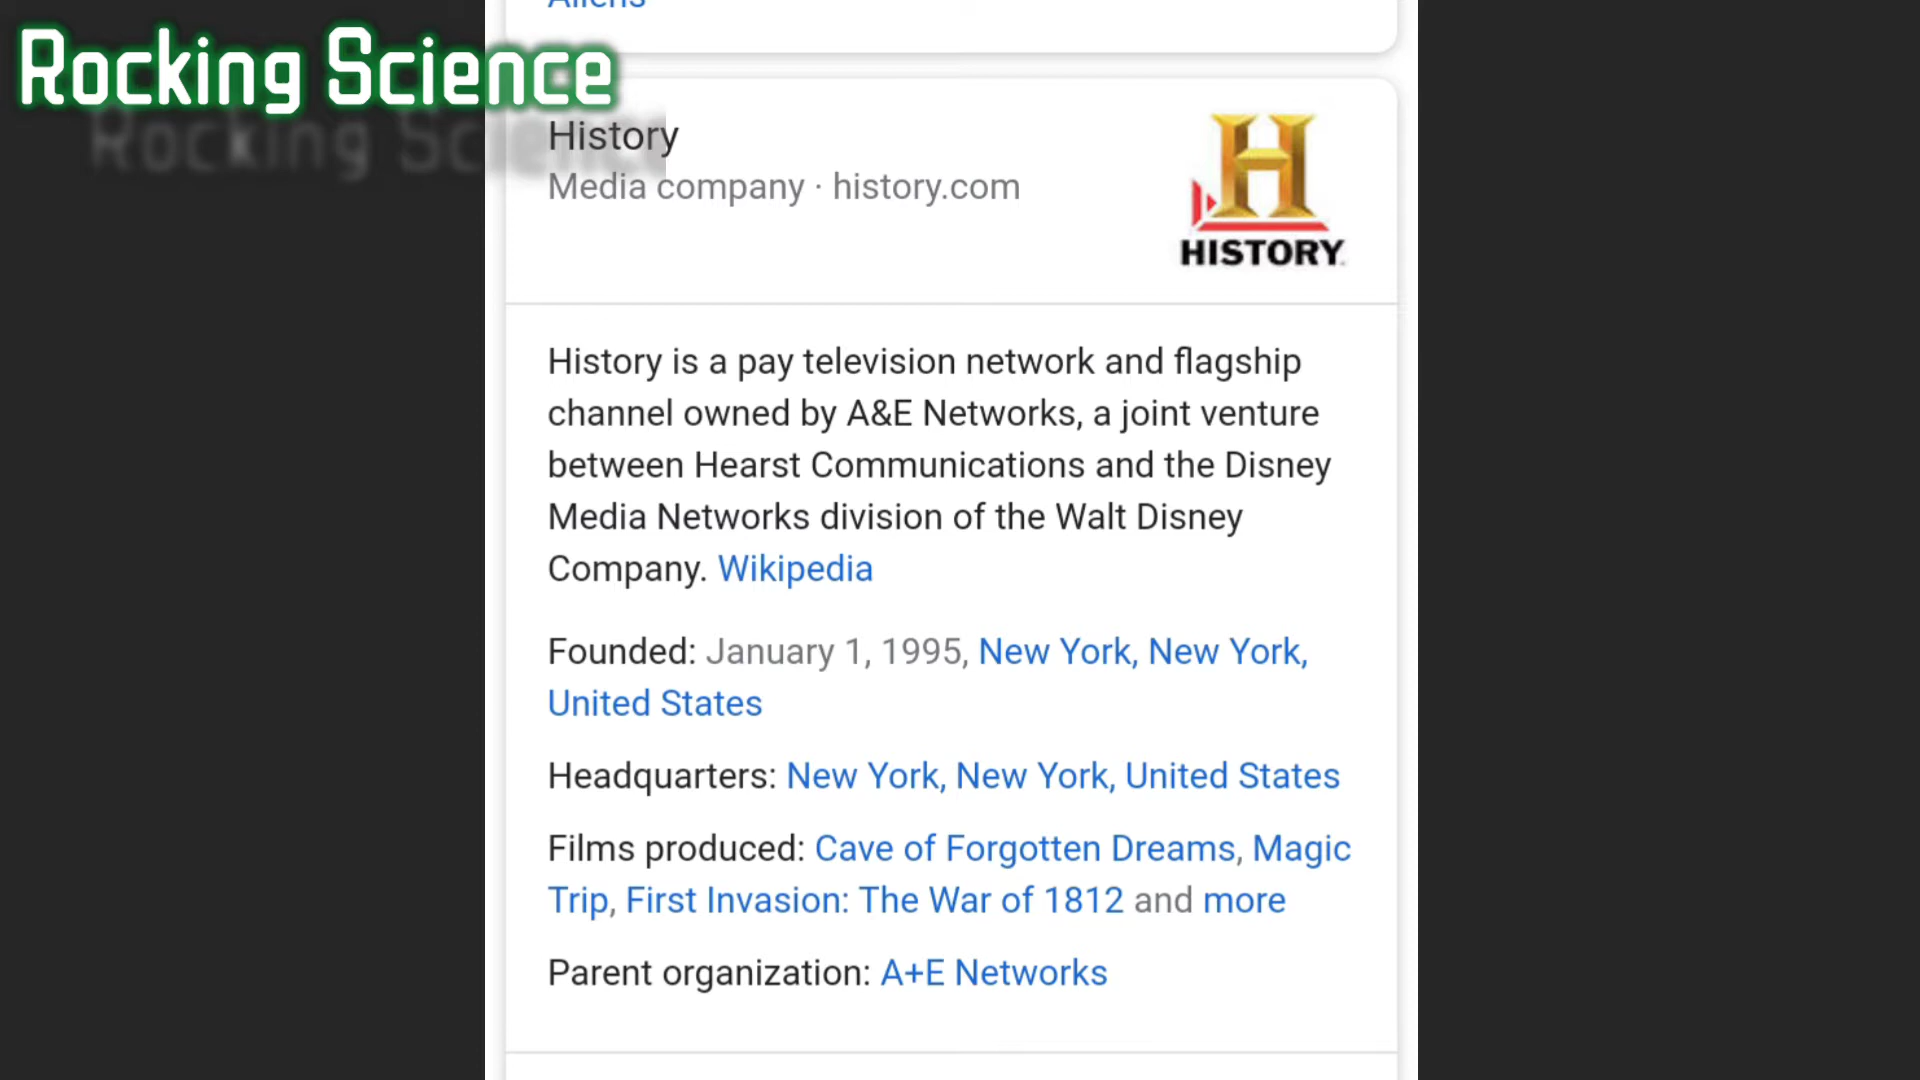 Aliens
Rocking Science
History
Media company · history.com
HISTORY
History is a pay television network and flagship
channel owned by A&E Networks, a joint venture
between Hearst Communications and the Disney
Media Networks division of the Walt Disney
Company. Wikipedia
Founded: January 1, 1995, New York, New York,
United States
Headquarters: New York, New York, United States
Films produced: Cave of Forgotten Dreams, Magic
Trip, First Invasion: The War of 1812 and more
Parent organization: A+E Networks